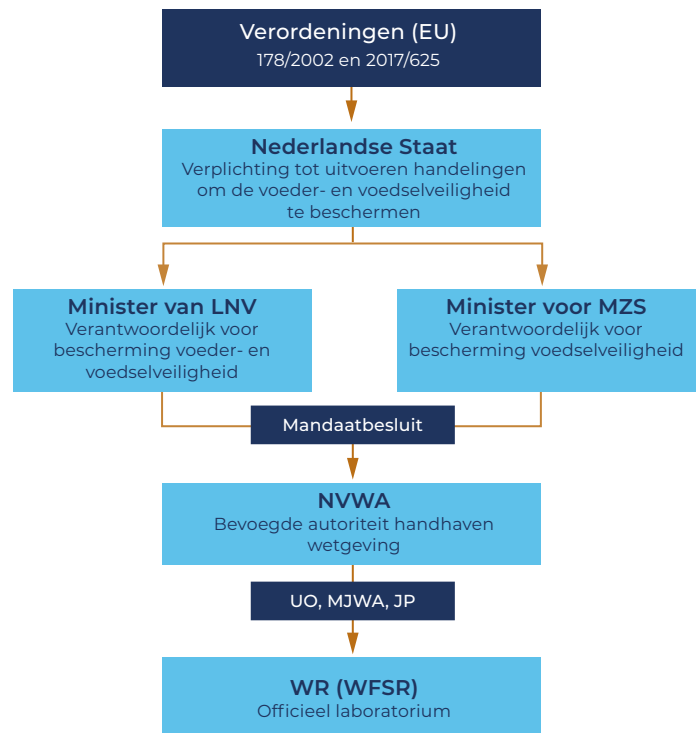 Verordeningen (EU)
178/2002 en 2017/625
Nederlandse Staat
Verplichting tot uitvoeren handelingen
om de voeder- en voedselveiligheid
te beschermen
Minister van LNV
Verantwoordelijk voor
bescherming voeder- en
voedselveiligheid
Minister voor MZS
Verantwoordelijk voor
bescherming voedselveiligheid
Mandaatbesluit
NVWA
Bevoegde autoriteit handhaven
wetgeving
UO, MJWA, JP
WR (WFSR)
Officieel laboratorium